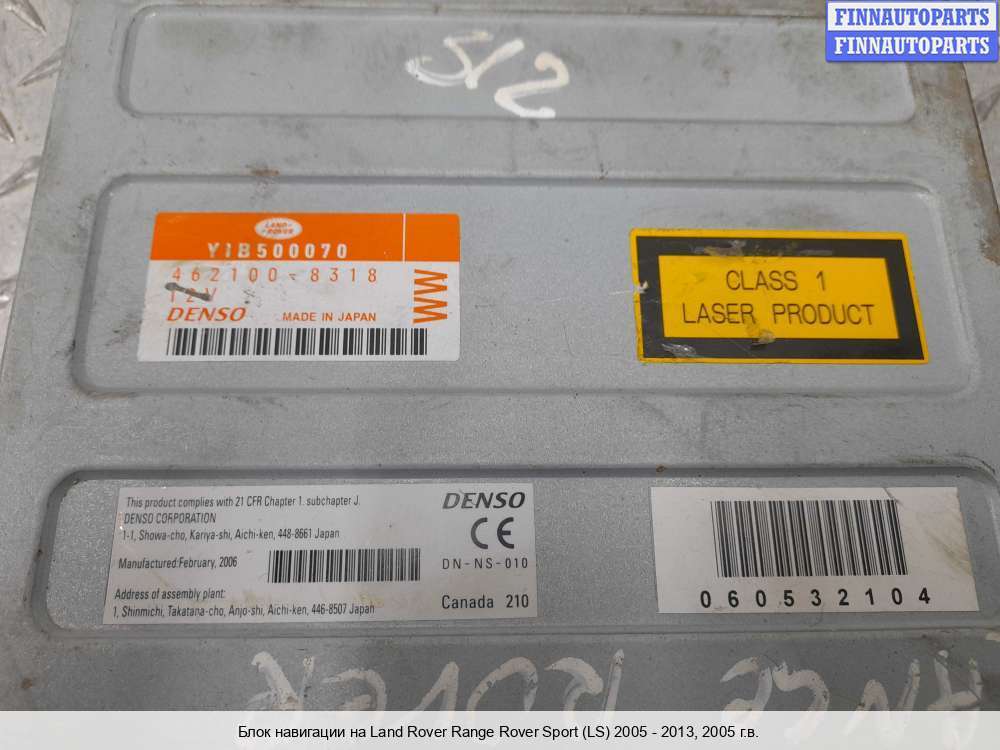 FINNAUTOPARTS
FINNAUTOPARTS
LAND-
ROVER
YIB500070
462100-8318
12V
DENSO MADE IN JAPAN
WW
CLASS 1
LASER PRODUCT
This product complies with 21 CFR Chapter 1. subchapter J.
DENSO CORPORATION
1-1, Showa-cho, Kariya-shi, Aichi-ken, 448-8661 Japan
Manufactured:February, 2006
Address of assembly plant:
1, Shinmichi, Takatana-cho, Anjo-shi, Aichi-ken, 446-8507 Japan
DENSO
CE
DN-NS-010
Canada 210
060532104
ROVER
Блок навигации на Land Rover Range Rover Sport (LS) 2005 - 2013, 2005 г.в.